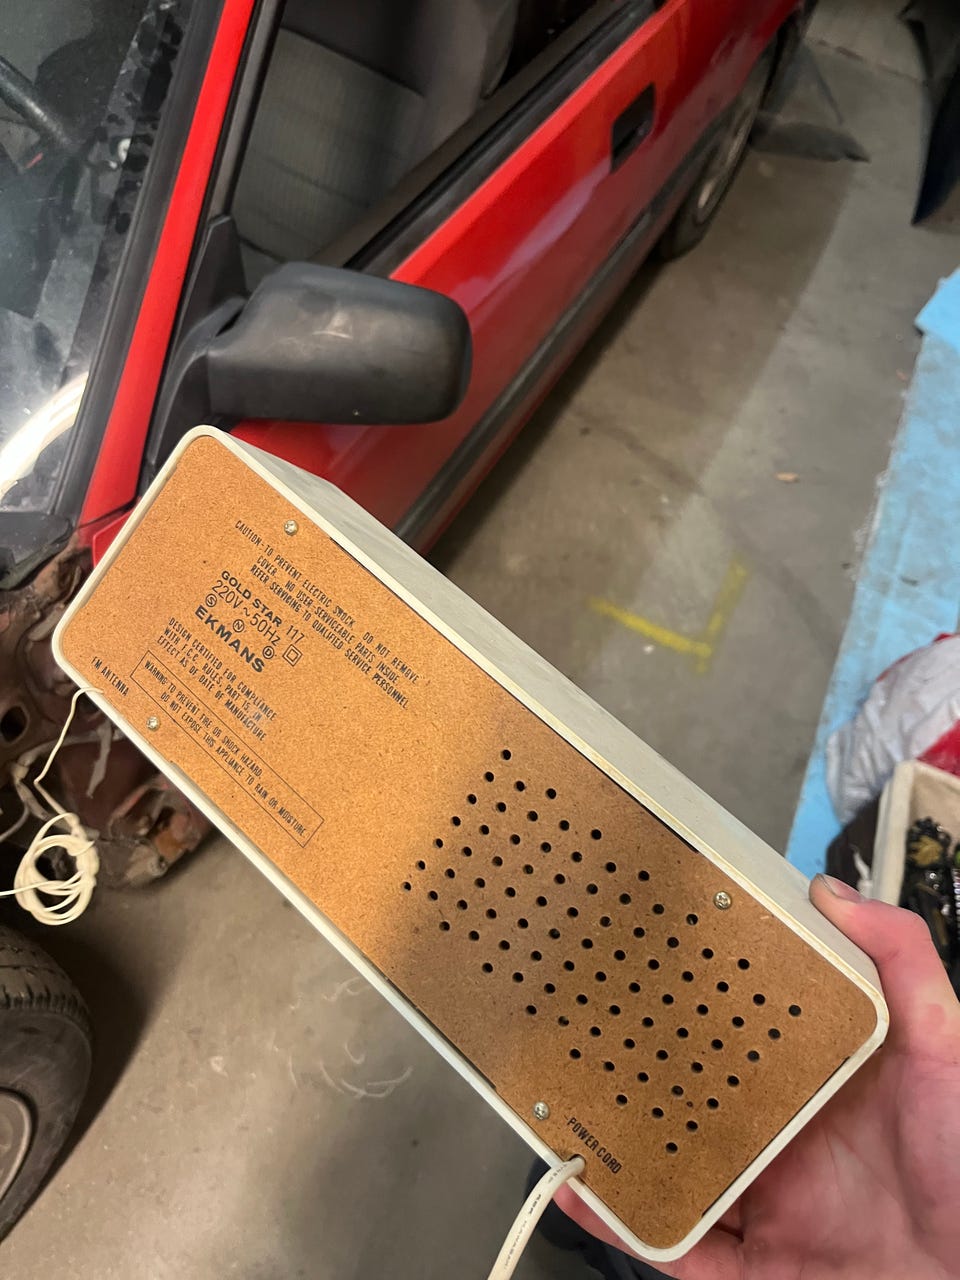 CAUTION-TO PREVENT ELECTRIC SHOCK. DO NOT REMOVE
COVER. NO USER SERVICEABLE PARTS INSIDE.
REFER SERVICING TO QUALIFIED SERVICE PERSONNEL
GOLD STAR 117
220V~50HZ
S N D
EKMANS
DESIGN CERTIFIED FOR COMPLIANCE
WITH F.C.C. RULES, PART 15, IN
EFFECT AS OF DATE OF MANUFACTURE
WARNING TO PREVENT FIRE OR SHOCK HAZARD,
DO NOT EXPOSE THIS APPLIANCE TO RAIN OR MOISTURE
ANTENNA
POWER CORD